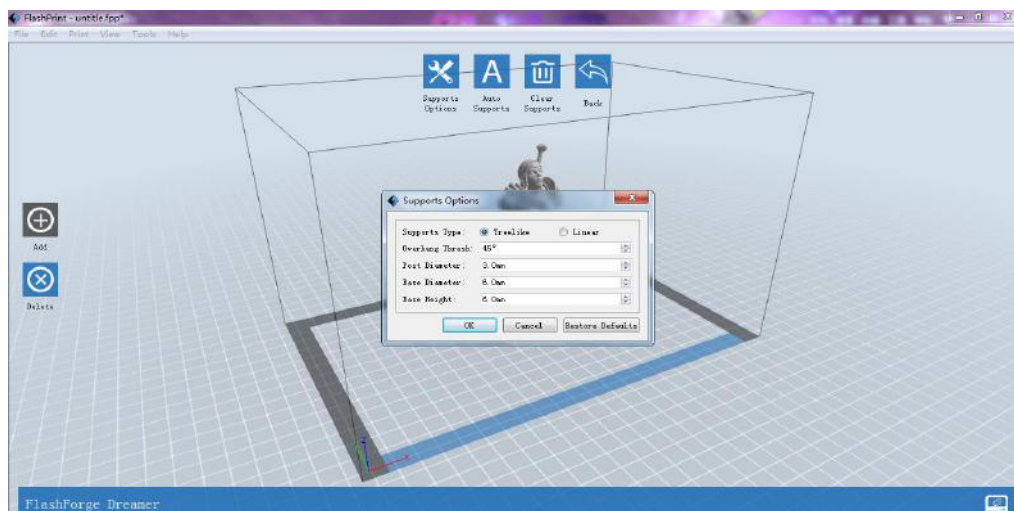 FlashPrint - untitle.fpp*
File Edit Print View Tools Help
Supports Options
Auto Supports
Clear Supports
Back
Add
Delete
Supports Options
Supports Type: Treelike Linear
Overhang Thresh: 45°
Post Diameter: 3.0mm
Base Diameter: 6.0mm
Base Height: 6.0mm
OK Cancel Restore Defaults
FlashForge Dreamer